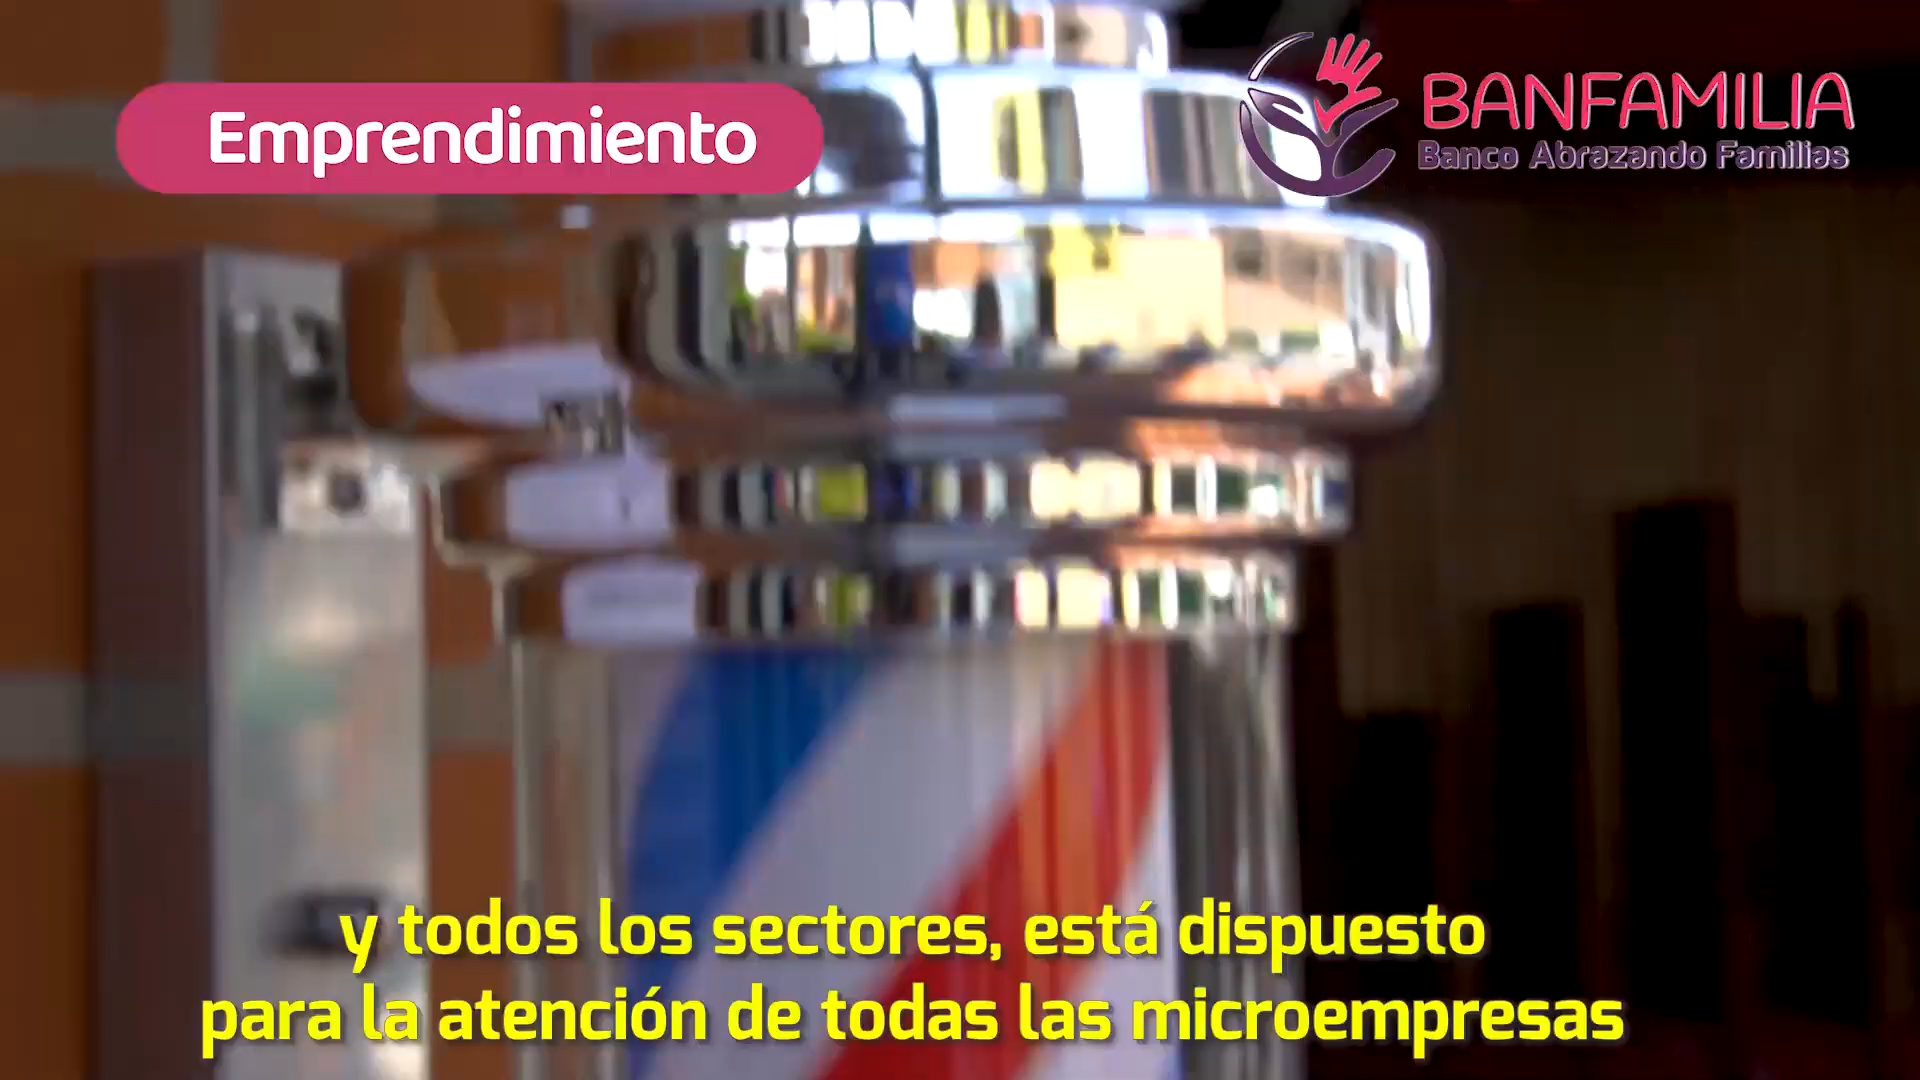 Emprendimiento
BANFAMILIA
Banco Abrazando Familias
y todos los sectores, está dispuesto
para la atención de todas las microempresas